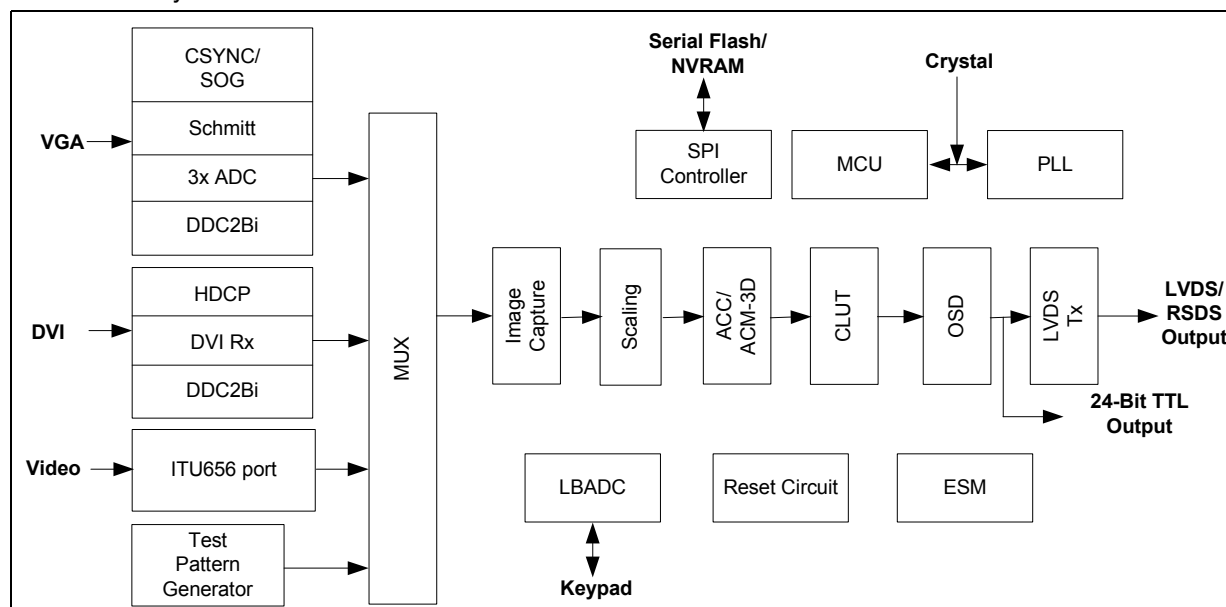 CSYNC/
SOG
Schmitt
3x ADC
DDC2Bi
VGA
HDCP
DVI Rx
DDC2Bi
DVI
Video
ITU656 port
Test
Pattern
Generator
MUX
Serial Flash/
NVRAM
SPI
Controller
Crystal
MCU
PLL
Image
Capture
Scaling
ACC/
ACM-3D
CLUT
OSD
LVDS
Tx
LVDS/
RSDS
Output
24-Bit TTL
Output
LBADC
Reset Circuit
ESM
Keypad